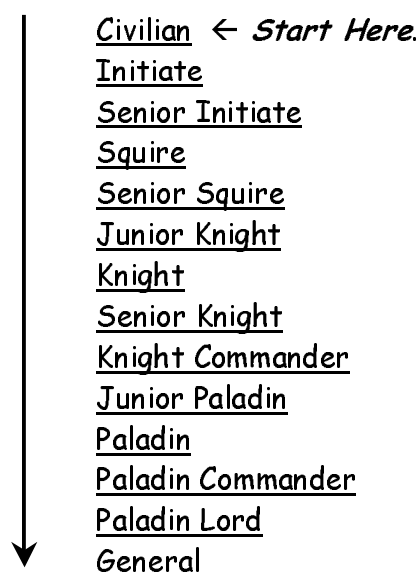 Civilian ← Start Here.
Initiate
Senior Initiate
Squire
Senior Squire
Junior Knight
Knight
Senior Knight
Knight Commander
Junior Paladin
Paladin
Paladin Commander
Paladin Lord
General